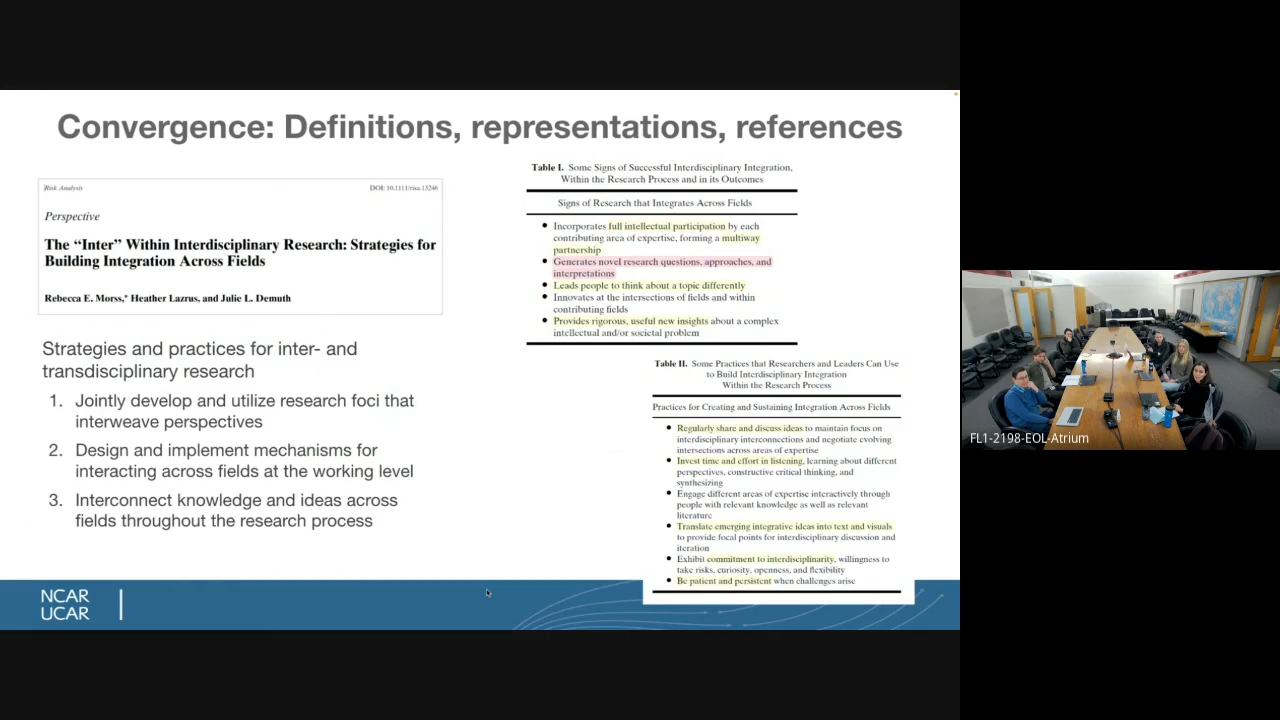 Convergence: Definitions, representations, references
Risk Analysis
DOI: 10.1111/risa.13246
Perspective
The “Inter” Within Interdisciplinary Research: Strategies for
Building Integration Across Fields
Rebecca E. Morss,* Heather Lazrus, and Julie L. Demuth
Strategies and practices for inter- and
transdisciplinary research
1. Jointly develop and utilize research foci that
interweave perspectives
2. Design and implement mechanisms for
interacting across fields at the working level
3. Interconnect knowledge and ideas across
fields throughout the research process
Table I. Some Signs of Successful Interdisciplinary Integration,
Within the Research Process and in its Outcomes
Signs of Research that Integrates Across Fields
● Incorporates full intellectual participation by each
contributing area of expertise, forming a multiway
partnership
● Generates novel research questions, approaches, and
interpretations
● Leads people to think about a topic differently
● Innovates at the intersections of fields and within
contributing fields
● Provides rigorous, useful new insights about a complex
intellectual and/or societal problem
Table II. Some Practices that Researchers and Leaders Can Use
to Build Interdisciplinary Integration
Within the Research Process
Practices for Creating and Sustaining Integration Across Fields
● Regularly share and discuss ideas to maintain focus on
interdisciplinary interconnections and negotiate evolving
intersections across areas of expertise
● Invest time and effort in listening, learning about different
perspectives, constructive critical thinking, and
synthesizing
● Engage different areas of expertise interactively through
people with relevant knowledge as well as relevant
literature
● Translate emerging integrative ideas into text and visuals
to provide focal points for interdisciplinary discussion and
iteration
● Exhibit commitment to interdisciplinarity, willingness to
take risks, curiosity, openness, and flexibility
● Be patient and persistent when challenges arise
NCAR
UCAR
FL1-2198-EOL-Atrium